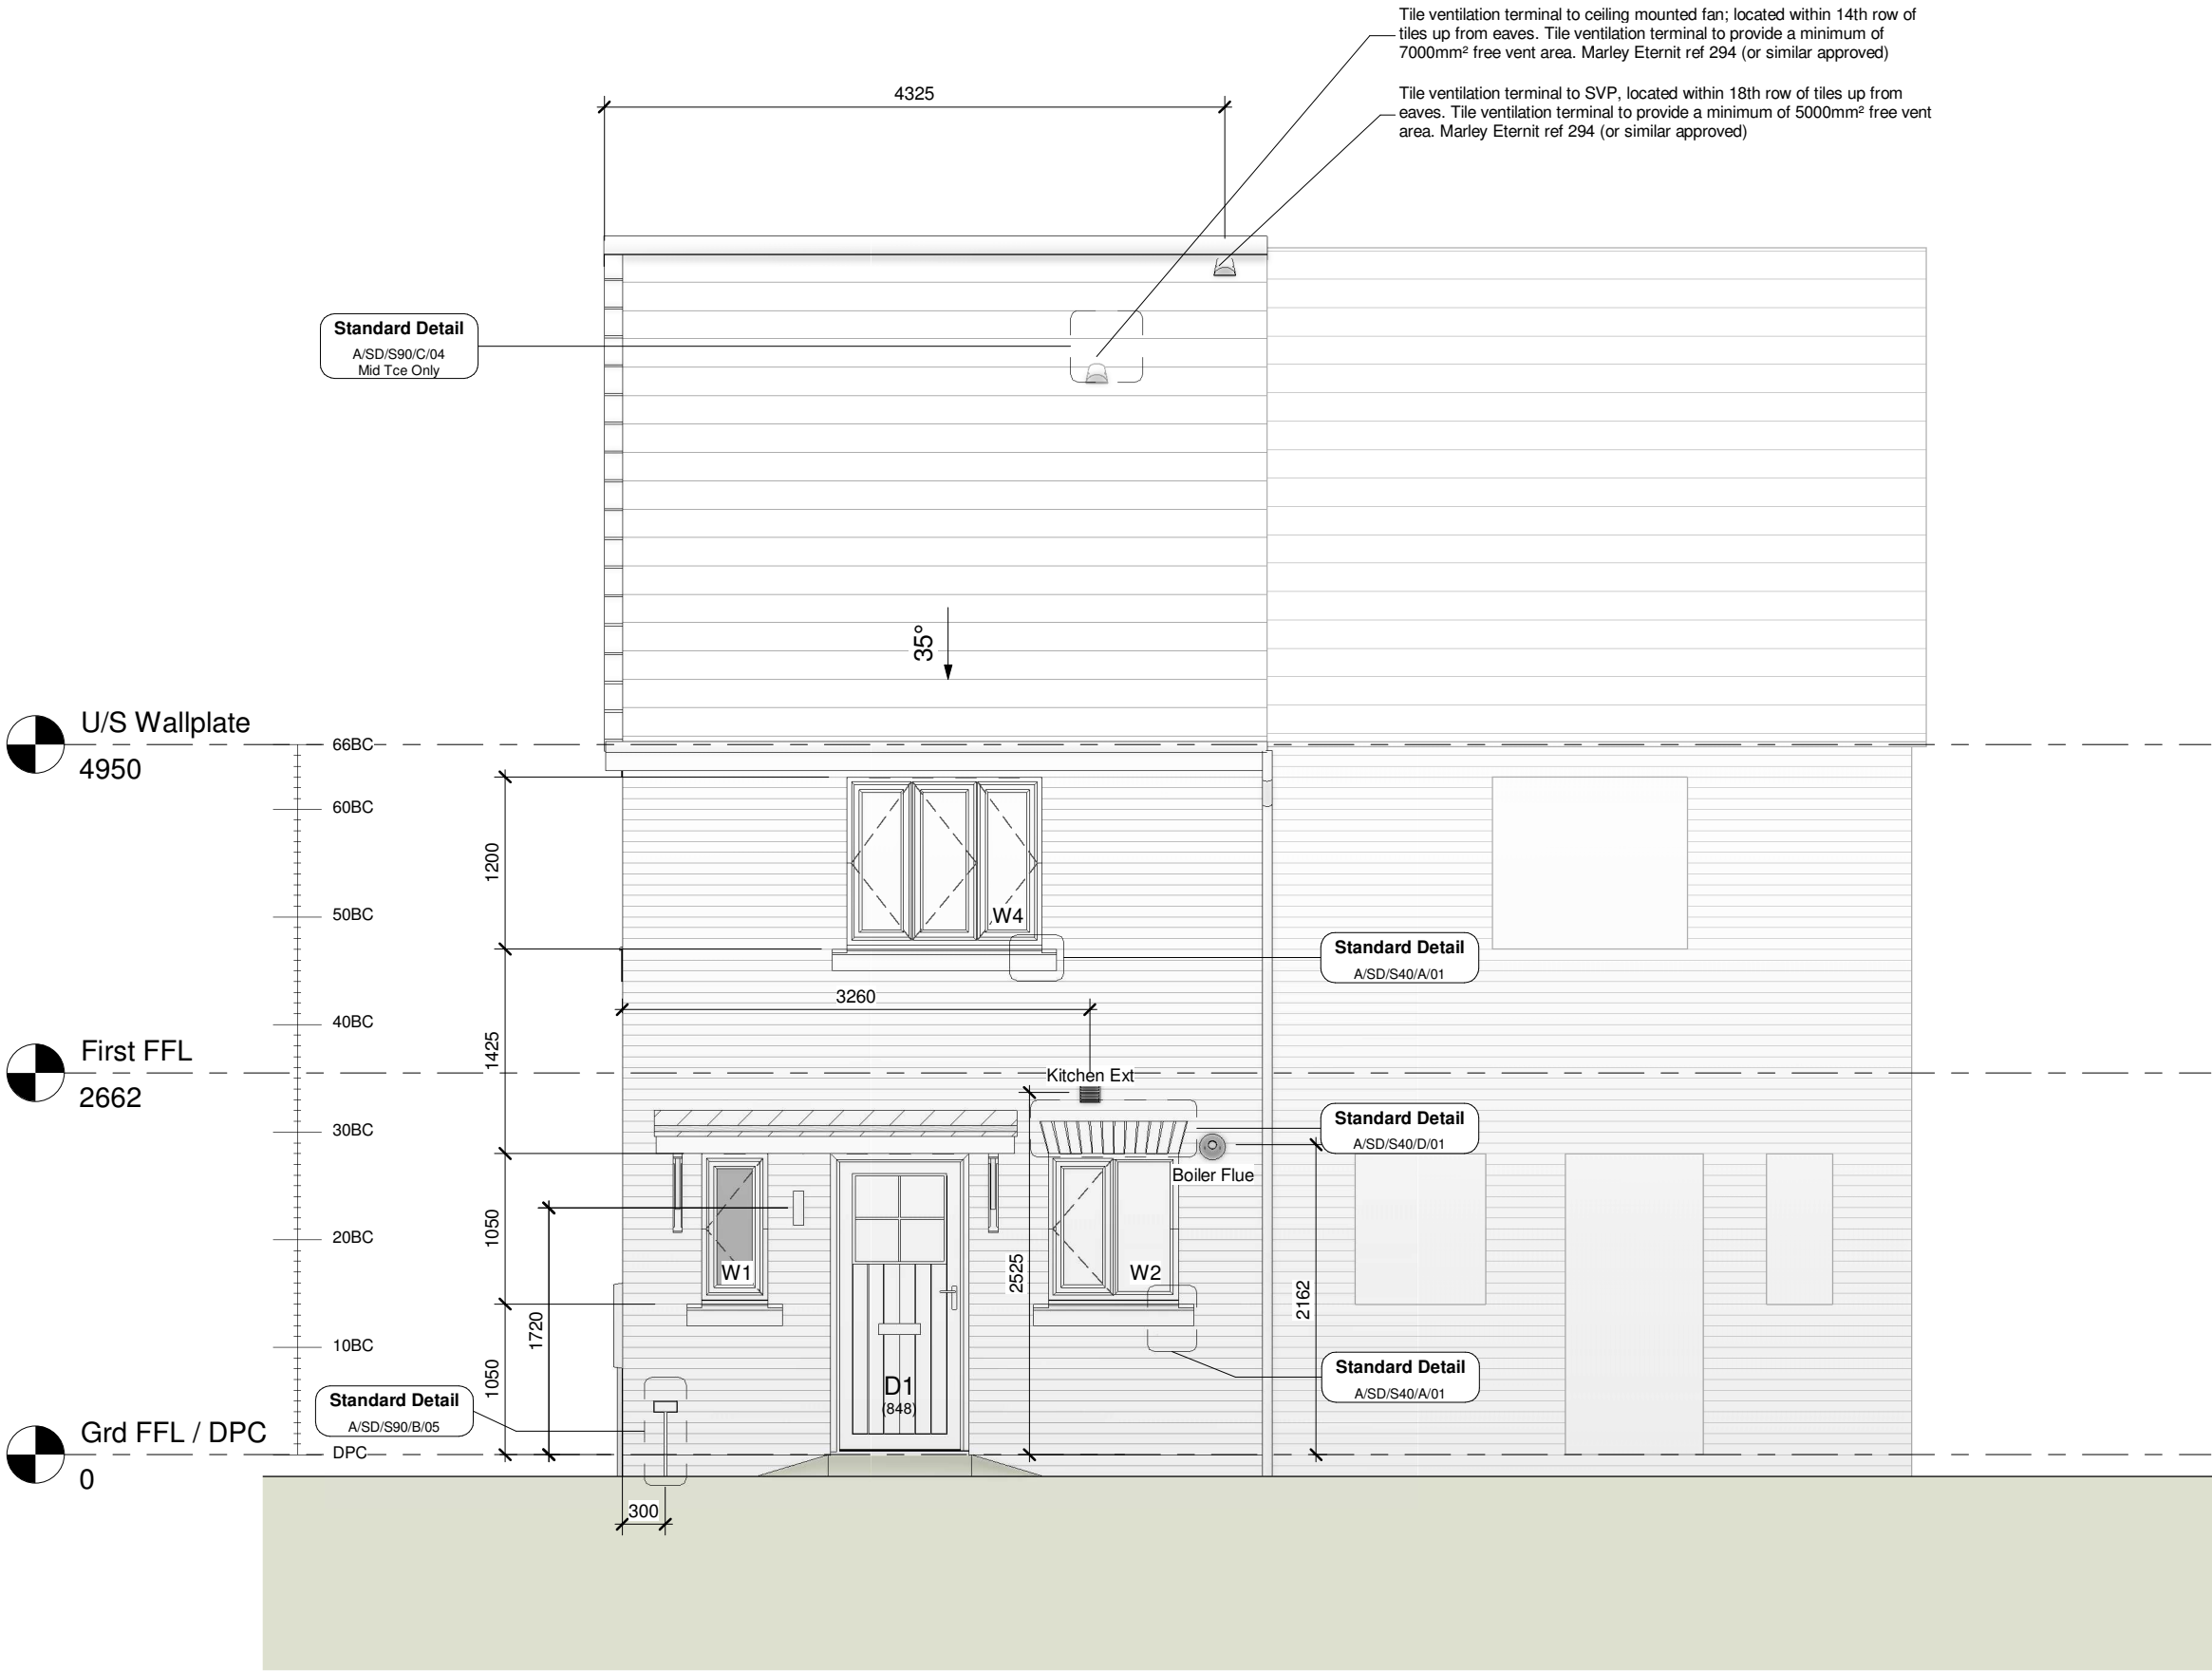 Tile ventilation terminal to ceiling mounted fan; located within 14th row of
tiles up from eaves. Tile ventilation terminal to provide a minimum of
7000mm² free vent area. Marley Eternit ref 294 (or similar approved)
4325
Tile ventilation terminal to SVP, located within 18th row of tiles up from
eaves. Tile ventilation terminal to provide a minimum of 5000mm² free vent
area. Marley Eternit ref 294 (or similar approved)
Standard Detail
A/SD/S90/C/04
Mid Tce Only
35°
U/S Wallplate
4950
66BC
60BC
1200
50BC
W4
Standard Detail
A/SD/S40/A/01
3260
40BC
1425
First FFL
2662
Kitchen Ext
30BC
Standard Detail
A/SD/S40/D/01
Boiler Flue
1050
20BC
W1
W2
2525
2162
1720
10BC
1050
D1
(848)
Standard Detail
A/SD/S40/A/01
Standard Detail
A/SD/S90/B/05
Grd FFL / DPC
0
DPC
300